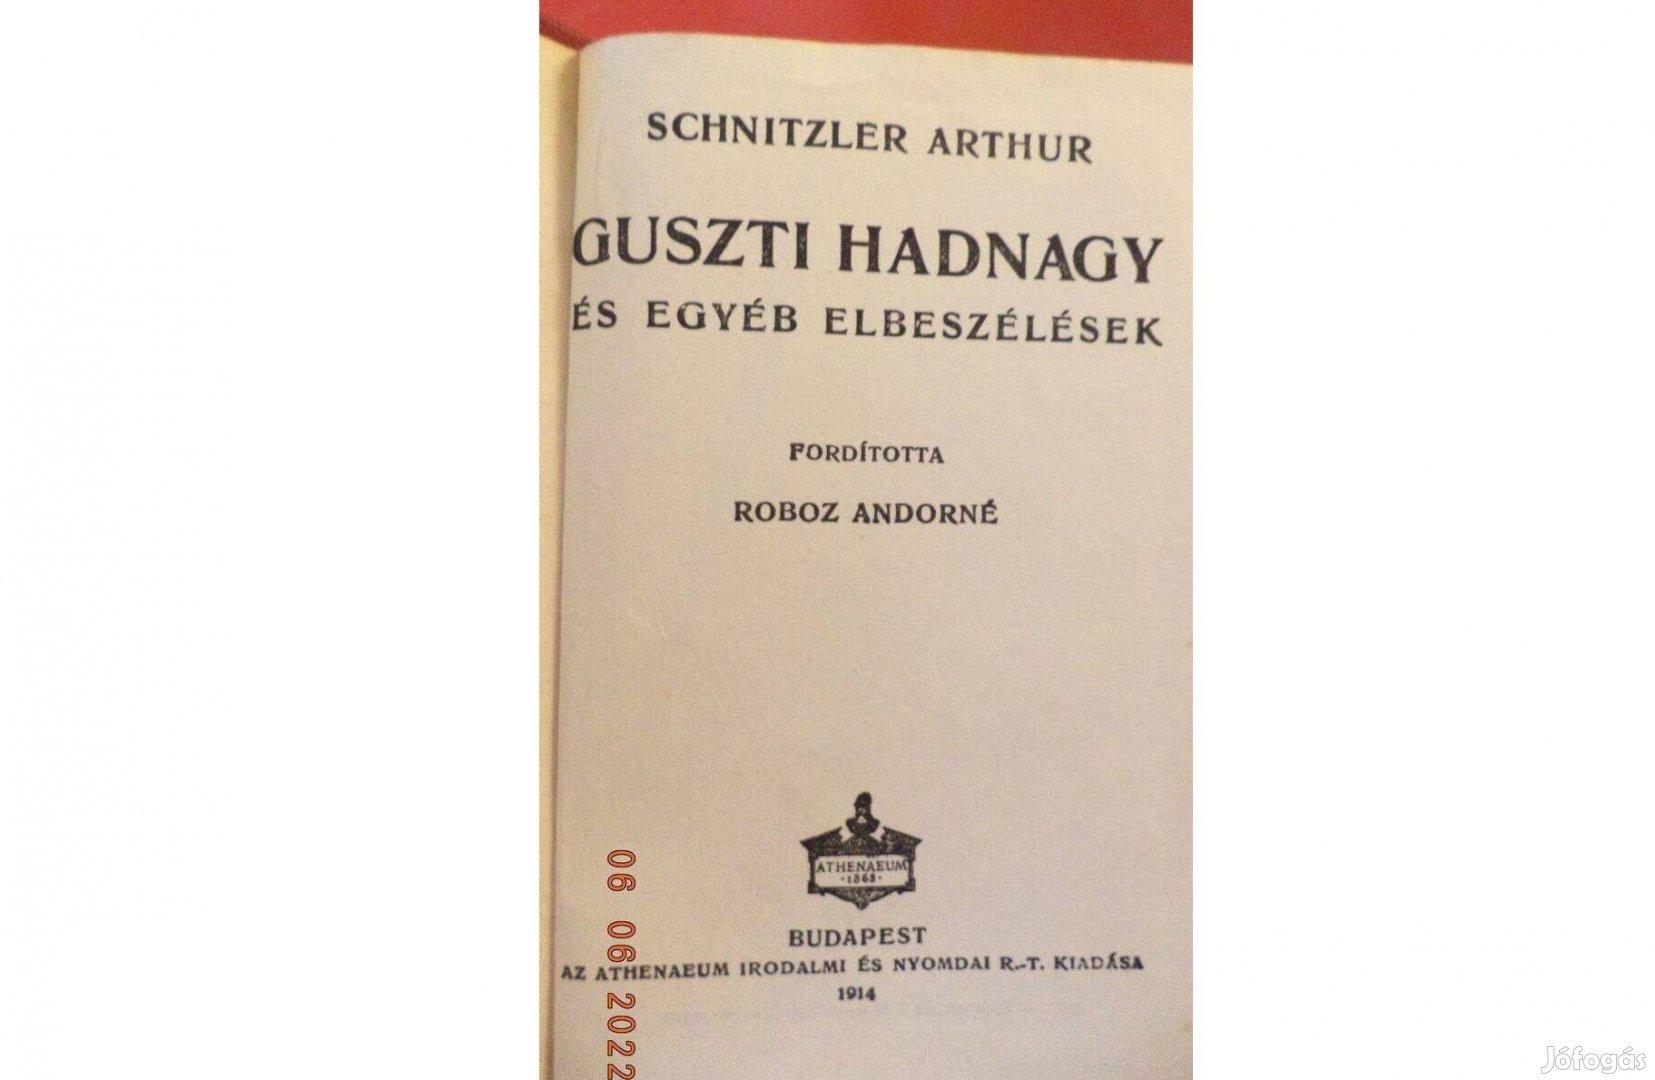 SCHNITZLER ARTHUR
GUSZTI HADNAGY
ÉS EGYÉB ELBESZÉLÉSEK
FORDÍTOTTA
ROBOZ ANDORNÉ
ATHENAEUM
·1868·
BUDAPEST
AZ ATHENAEUM IRODALMI ÉS NYOMDAI R.-T. KIADÁSA
1914
06 06 2022
Jófogás